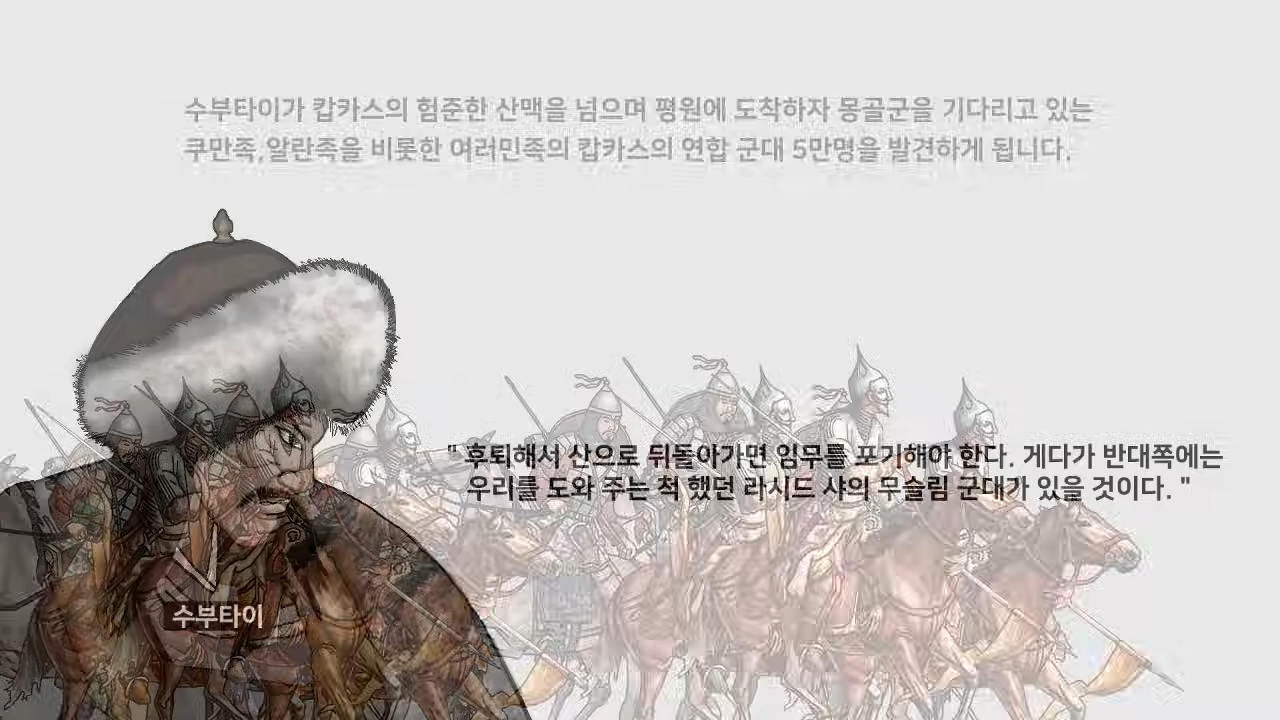 수부타이가 캅카스의 험준한 산맥을 넘으며 평원에 도착하자 몽골군을 기다리고 있는
쿠만족,알란족을 비롯한 여러민족의 캅카스의 연합 군대 5만명을 발견하게 됩니다.
" 후퇴해서 산으로 뒤돌아가면 임무를 포기해야 한다. 게다가 반대쪽에는
우리를 도와 주는 척 했던 라시드 샤의 무슬림 군대가 있을 것이다. "
수부타이